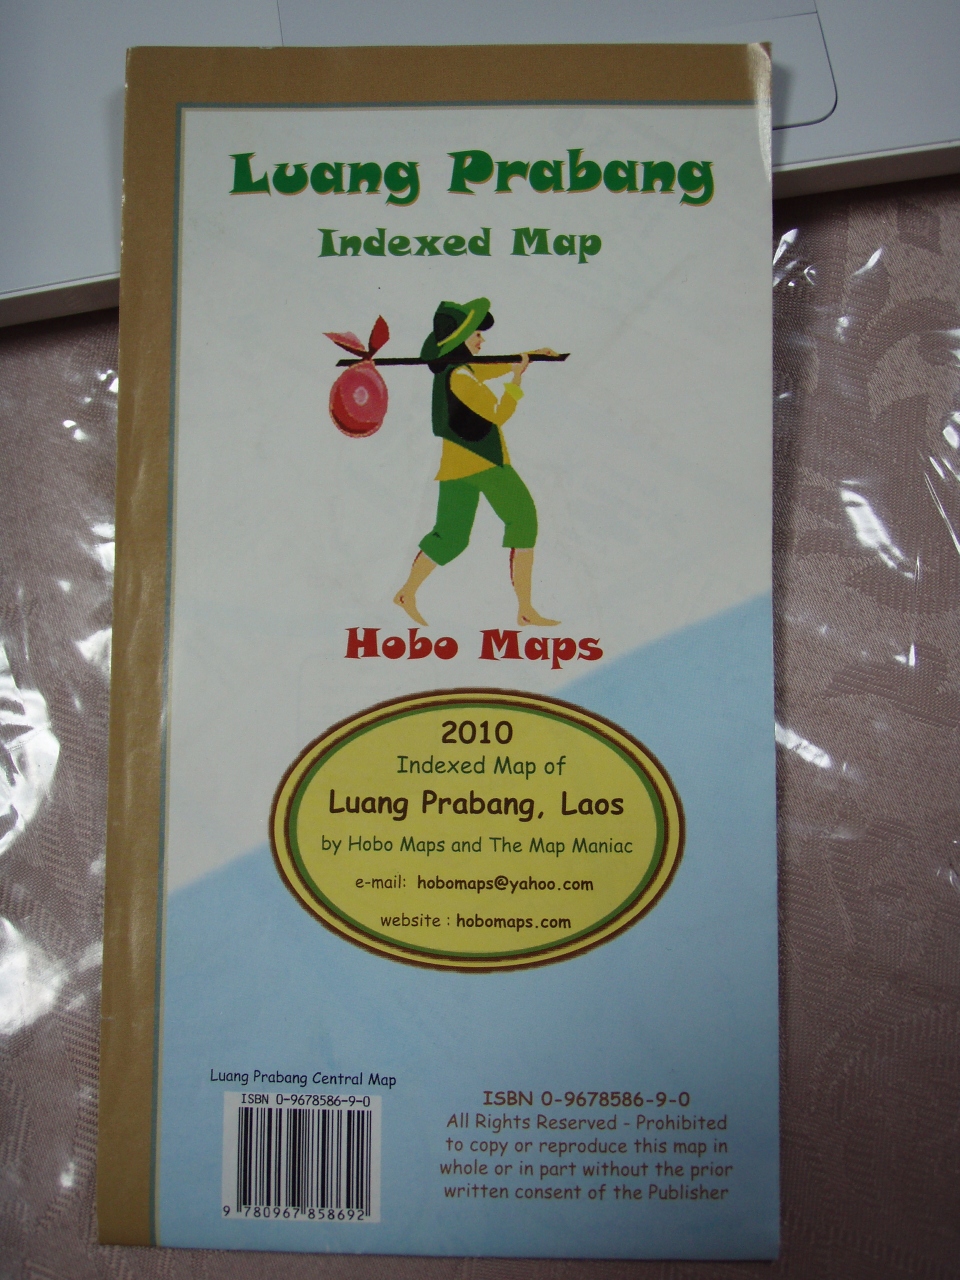 Luang Prabang
Indexed Map
Hobo Maps
2010
Indexed Map of
Luang Prabang, Laos
by Hobo Maps and The Map Maniac
e-mail: hobomaps@yahoo.com
website : hobomaps.com
Luang Prabang Central Map
ISBN 0-9678586-9-0
9 780967 858692
ISBN 0-9678586-9-0
All Rights Reserved - Prohibited
to copy or reproduce this map in
whole or in part without the prior
written consent of the Publisher